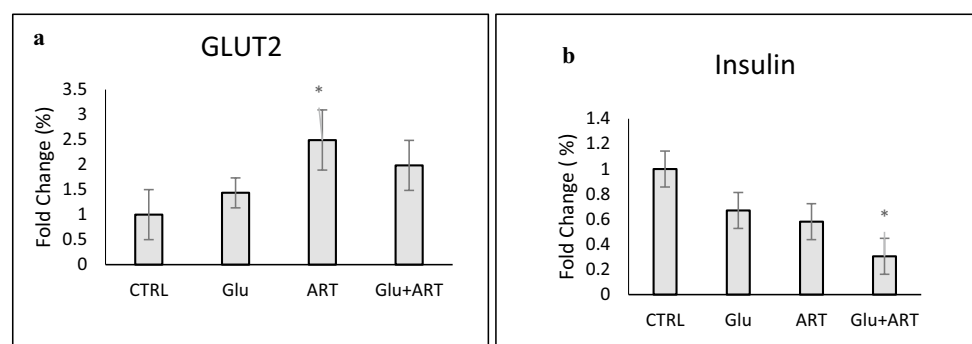 a
GLUT2
Fold Change (%)
3.5
3
2.5
2
1.5
1
0.5
0
*
CTRL Glu ART Glu+ART
b
Insulin
Fold Change ( %)
1.4
1.2
1
0.8
0.6
0.4
0.2
0
*
CTRL Glu ART Glu+ART